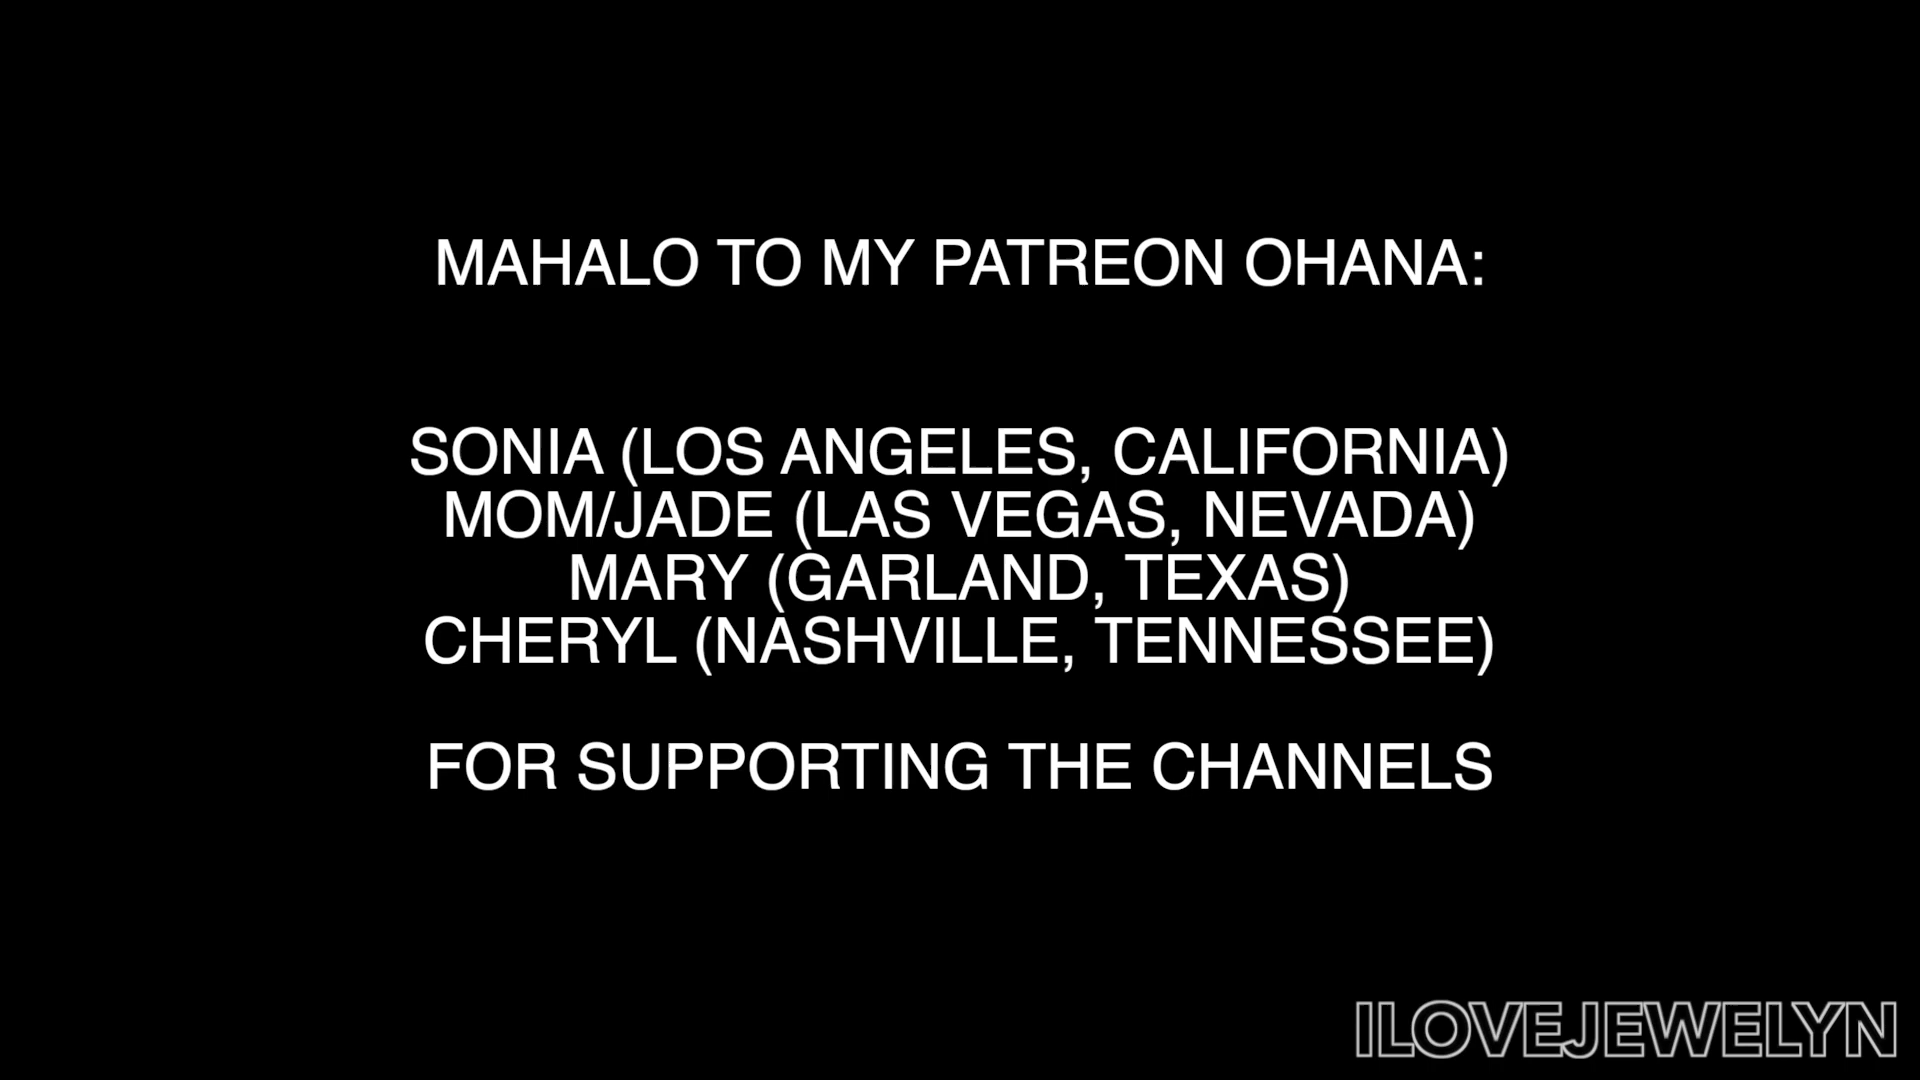 MAHALO TO MY PATREON OHANA:
SONIA (LOS ANGELES, CALIFORNIA)
MOM/JADE (LAS VEGAS, NEVADA)
MARY (GARLAND, TEXAS)
CHERYL (NASHVILLE, TENNESSEE)
FOR SUPPORTING THE CHANNELS
ILOVEJEWELYN